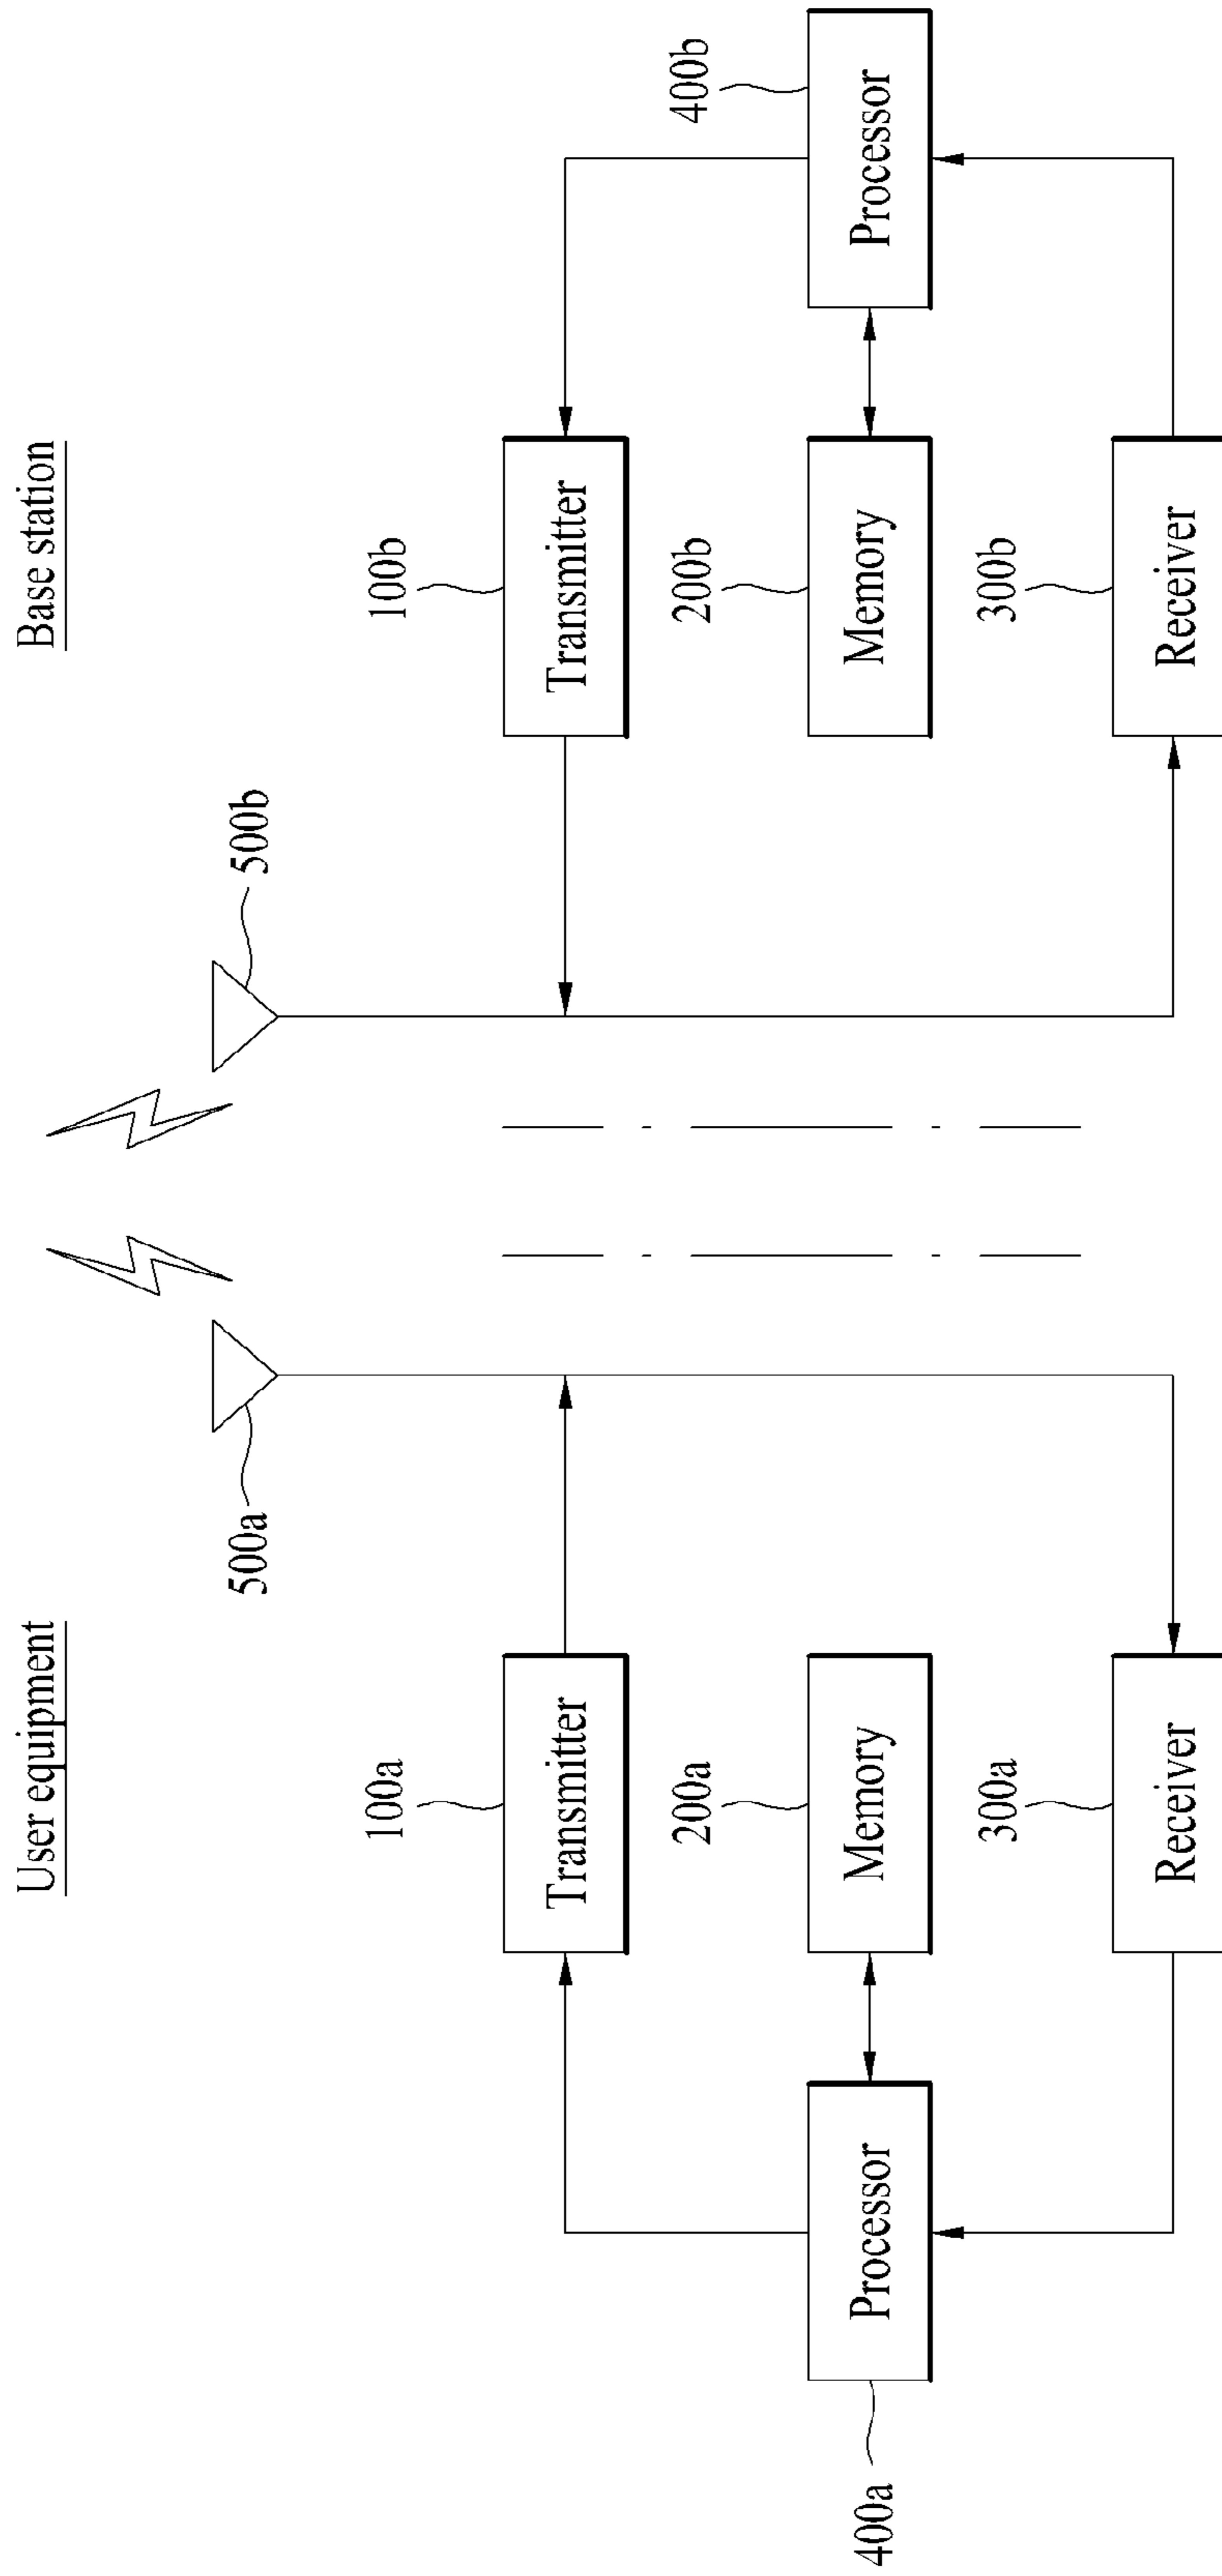 User equipment
Base station
500a
500b
100a
Transmitter
100b
Transmitter
400a
Processor
200a
Memory
200b
Memory
400b
Processor
300a
Receiver
300b
Receiver